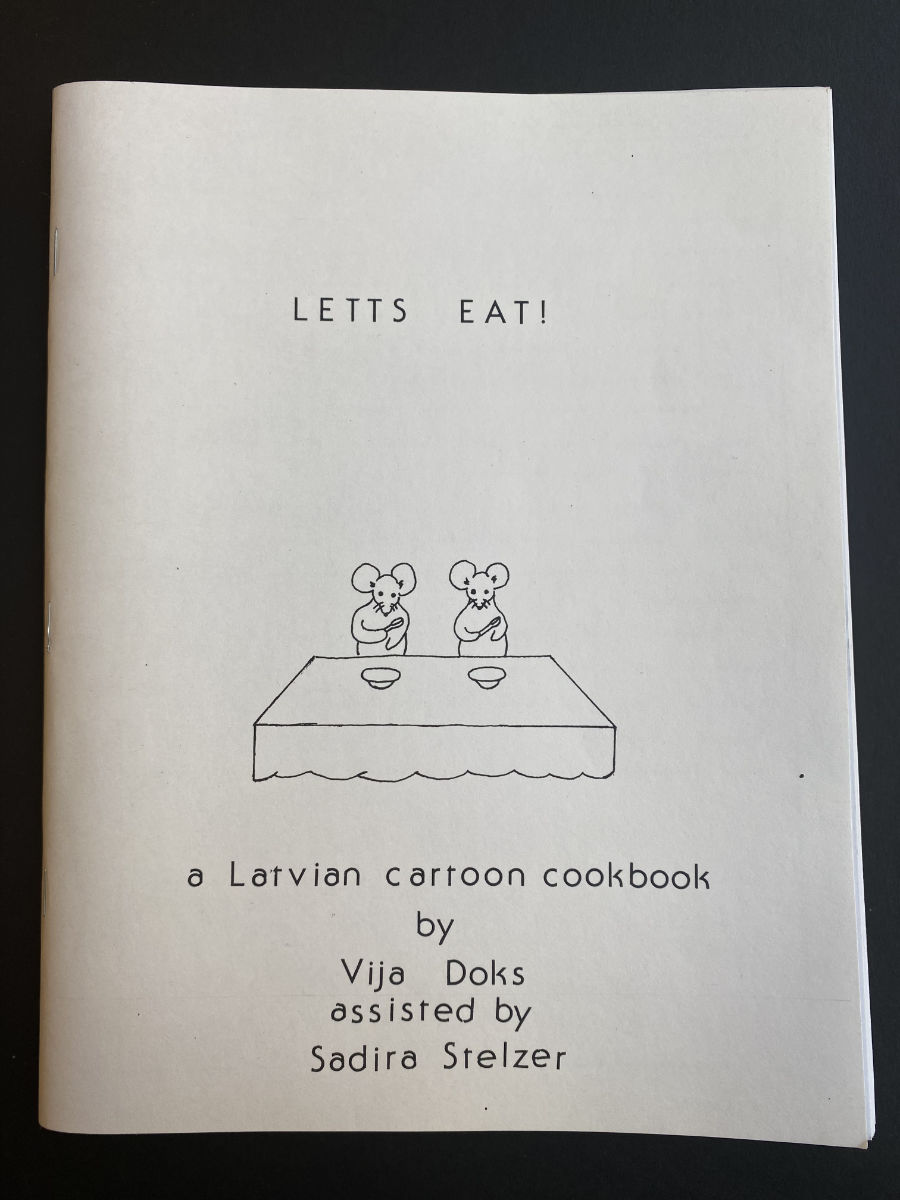 LETTS EAT!
a Latvian cartoon cookbook
by
Vija Doks
assisted by
Sadira Stelzer